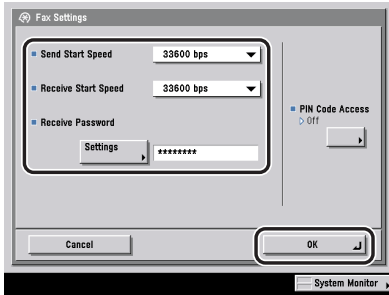 Fax Settings
Send Start Speed 33600 bps
Receive Start Speed 33600 bps
Receive Password
Settings ********
PIN Code Access
Off
Cancel OK
System Monitor